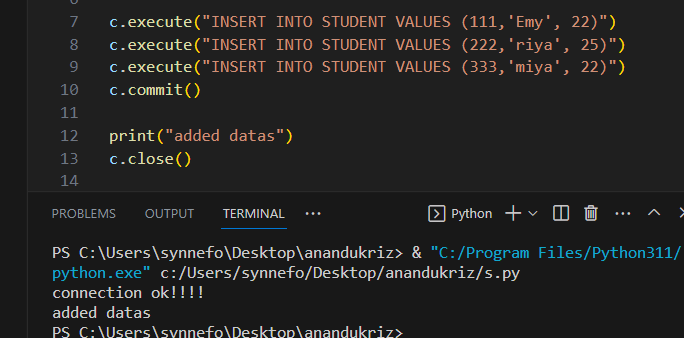 7 c.execute("INSERT INTO STUDENT VALUES (111,'Emy', 22)")
8 c.execute("INSERT INTO STUDENT VALUES (222,'riya', 25)")
9 c.execute("INSERT INTO STUDENT VALUES (333,'miya', 22)")
10 c.commit()
11
12 print("added datas")
13 c.close()
14
PROBLEMS OUTPUT TERMINAL ··· Python ···
PS C:\Users\synnefo\Desktop\anandukriz> & "C:/Program Files/Python311/
python.exe" c:/Users/synnefo/Desktop/anandukriz/s.py
connection ok!!!!
added datas
PS C:\Users\synnefo\Desktop\anandukriz>